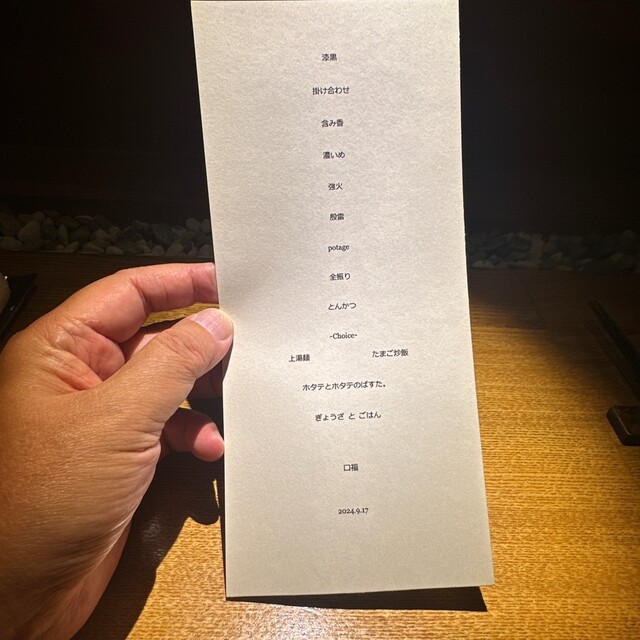 漆黒
掛け合わせ
含み香
濃いめ
強火
殷雷
potage
全振り
とんかつ
-Choice-
上湯麺 たまご炒飯
ホタテとホタテのぱすた。
ぎょうざ と ごはん
口福
2024.9.17